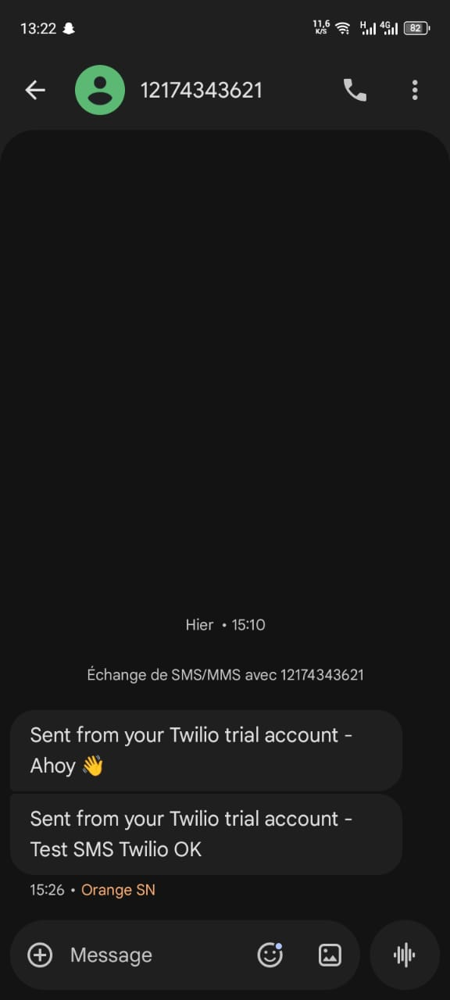 13:22
11,6 K/S H 4G 82
12174343621
Hier • 15:10
Échange de SMS/MMS avec 12174343621
Sent from your Twilio trial account -
Ahoy 👋
Sent from your Twilio trial account -
Test SMS Twilio OK
15:26 • Orange SN
Message